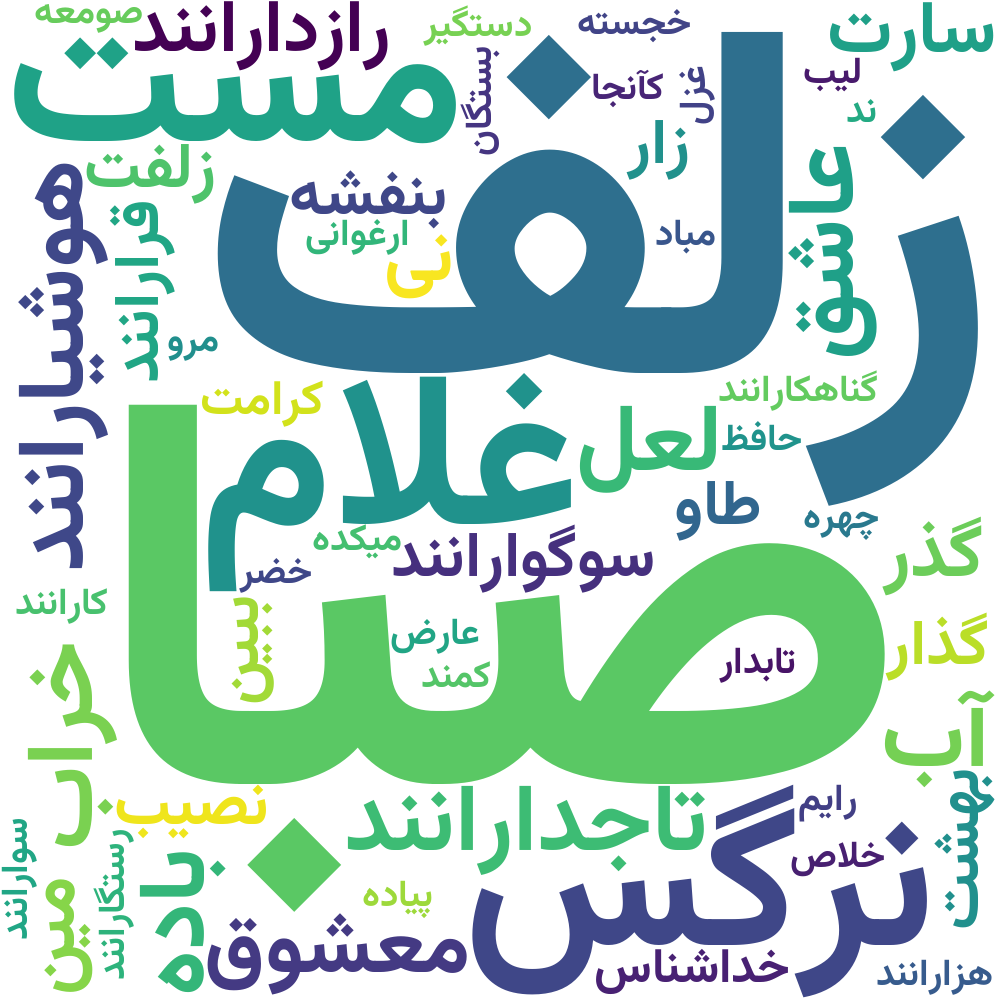 صومعه
رازدارانند
دستگیر
خجسته
سارت
مست
بستگان
کآنجا
غزل
لیب
ند
زلف
زلفت
زار
عاشق
هوشیارانند
قرارانند
بنفشه
ارغوانی
نی
مباد
مرو
کرامت
غلام
لعل
گناهکارانند
حافظ
طاو
چهره
صبا
میکده
سوگوارانند
خضر
گذر
کارانند
ببین
عارض
کمند
تابدار
گذار
خراب
آب
نصیب
تاجدارانند
رایم
بهشت
سوارانند
رستگارانند
باده
پیاده
نرگس
خلاص
مین
معشوق
خداشناس
هزارانند